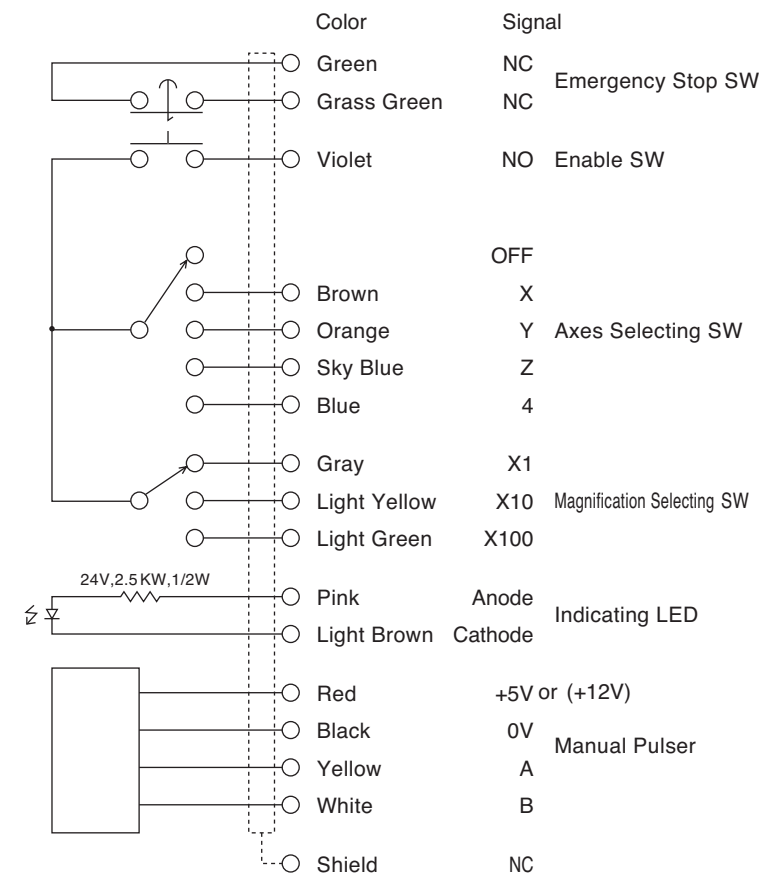 Color Signal
Green NC
Emergency Stop SW
Grass Green NC
Violet NO Enable SW
OFF
Brown X
Orange Y Axes Selecting SW
Sky Blue Z
Blue 4
Gray X1
Light Yellow X10 Magnification Selecting SW
Light Green X100
24V,2.5KW,1/2W
Pink Anode
Indicating LED
Light Brown Cathode
Red +5V or (+12V)
Black 0V
Manual Pulser
Yellow A
White B
Shield NC